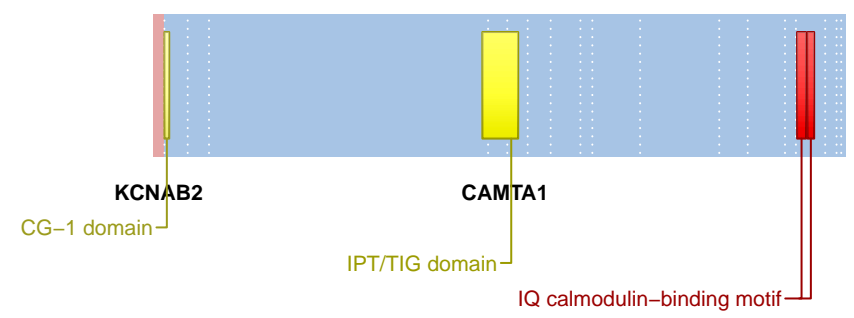 KCNAB2 CAMTA1
CG−1 domain
IPT/TIG domain
IQ calmodulin−binding motif